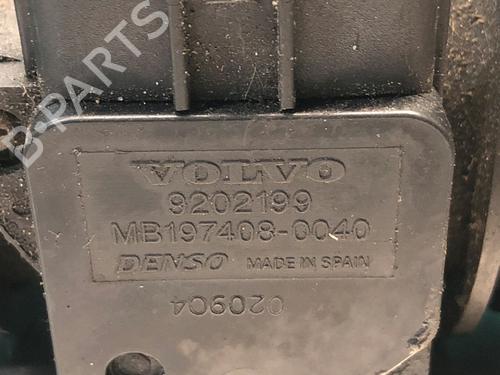 B-PARTS
VOLVO
9202199
MB197408-0040
DENSO MADE IN SPAIN
020904